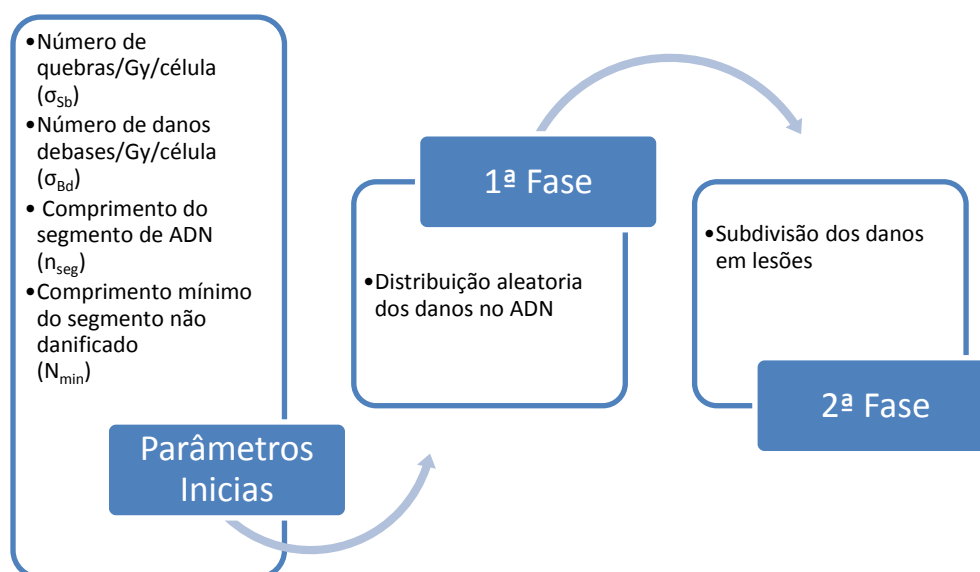 •Número de
quebras/Gy/célula
(σSb)
•Número de danos
debases/Gy/célula
(σBd)
• Comprimento do
segmento de ADN
(nseg)
•Comprimento mínimo
do segmento não
danificado
(Nmin)
Parâmetros
Inicias
1ª Fase
•Distribuição aleatoria
dos danos no ADN
•Subdivisão dos danos
em lesões
2ª Fase